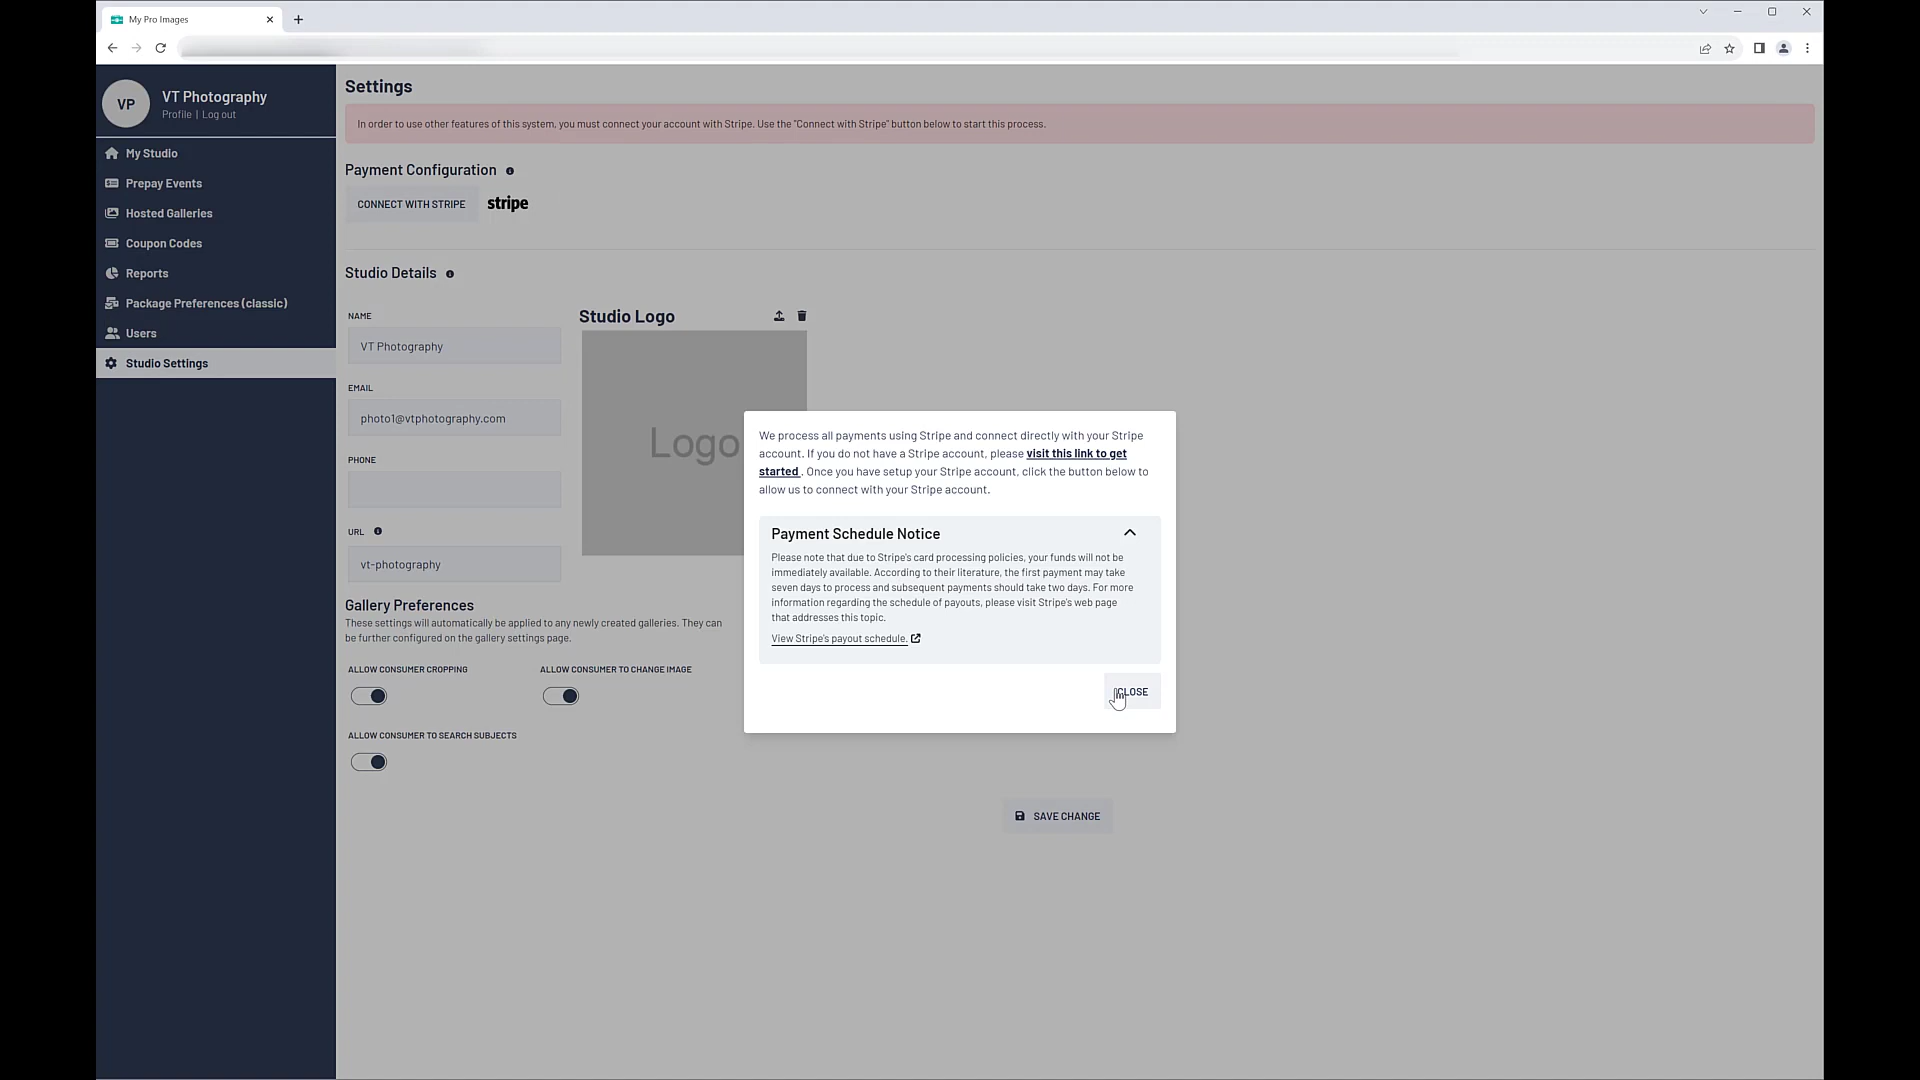 My Pro Images
VP
VT Photography
Profile | Log out
My Studio
Prepay Events
Hosted Galleries
Coupon Codes
Reports
Package Preferences (classic)
Users
Studio Settings
Settings
In order to use other features of this system, you must connect your account with Stripe. Use the "Connect with Stripe" button below to start this process.
Payment Configuration
CONNECT WITH STRIPE
stripe
Studio Details
NAME
VT Photography
EMAIL
photo1@vtphotography.com
PHONE
URL
vt-photography
Studio Logo
Logo
Gallery Preferences
These settings will automatically be applied to any newly created galleries. They can
be further configured on the gallery settings page.
ALLOW CONSUMER CROPPING
ALLOW CONSUMER TO CHANGE IMAGE
ALLOW CONSUMER TO SEARCH SUBJECTS
SAVE CHANGE
We process all payments using Stripe and connect directly with your Stripe
account. If you do not have a Stripe account, please visit this link to get
started . Once you have setup your Stripe account, click the button below to
allow us to connect with your Stripe account.
Payment Schedule Notice
Please note that due to Stripe's card processing policies, your funds will not be
immediately available. According to their literature, the first payment may take
seven days to process and subsequent payments should take two days. For more
information regarding the schedule of payouts, please visit Stripe's web page
that addresses this topic.
View Stripe's payout schedule.
CLOSE